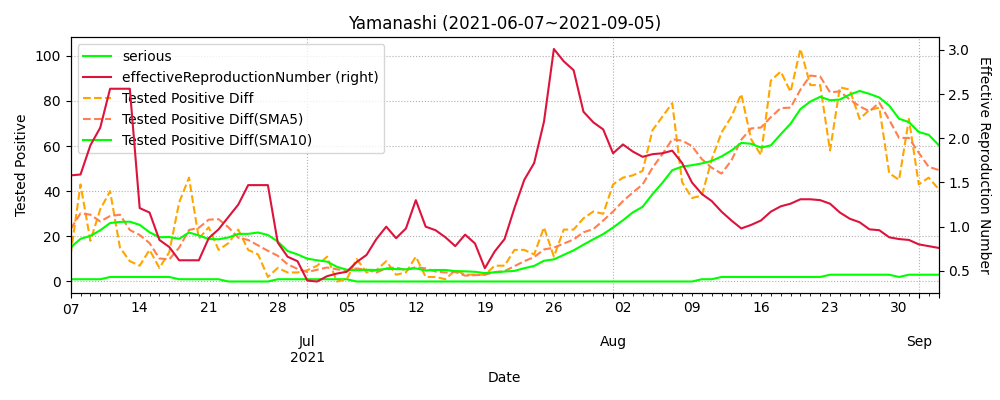 Yamanashi (2021-06-07~2021-09-05)
serious
effectiveReproductionNumber (right)
Tested Positive Diff
Tested Positive Diff(SMA5)
Tested Positive Diff(SMA10)
Tested Positive
100
80
60
40
20
0
3.0
2.5
2.0
1.5
1.0
0.5
Effective Reproduction Number
07 14 21 28 05 12 19 26 02 09 16 23 30
Jul Aug Sep
2021
Date